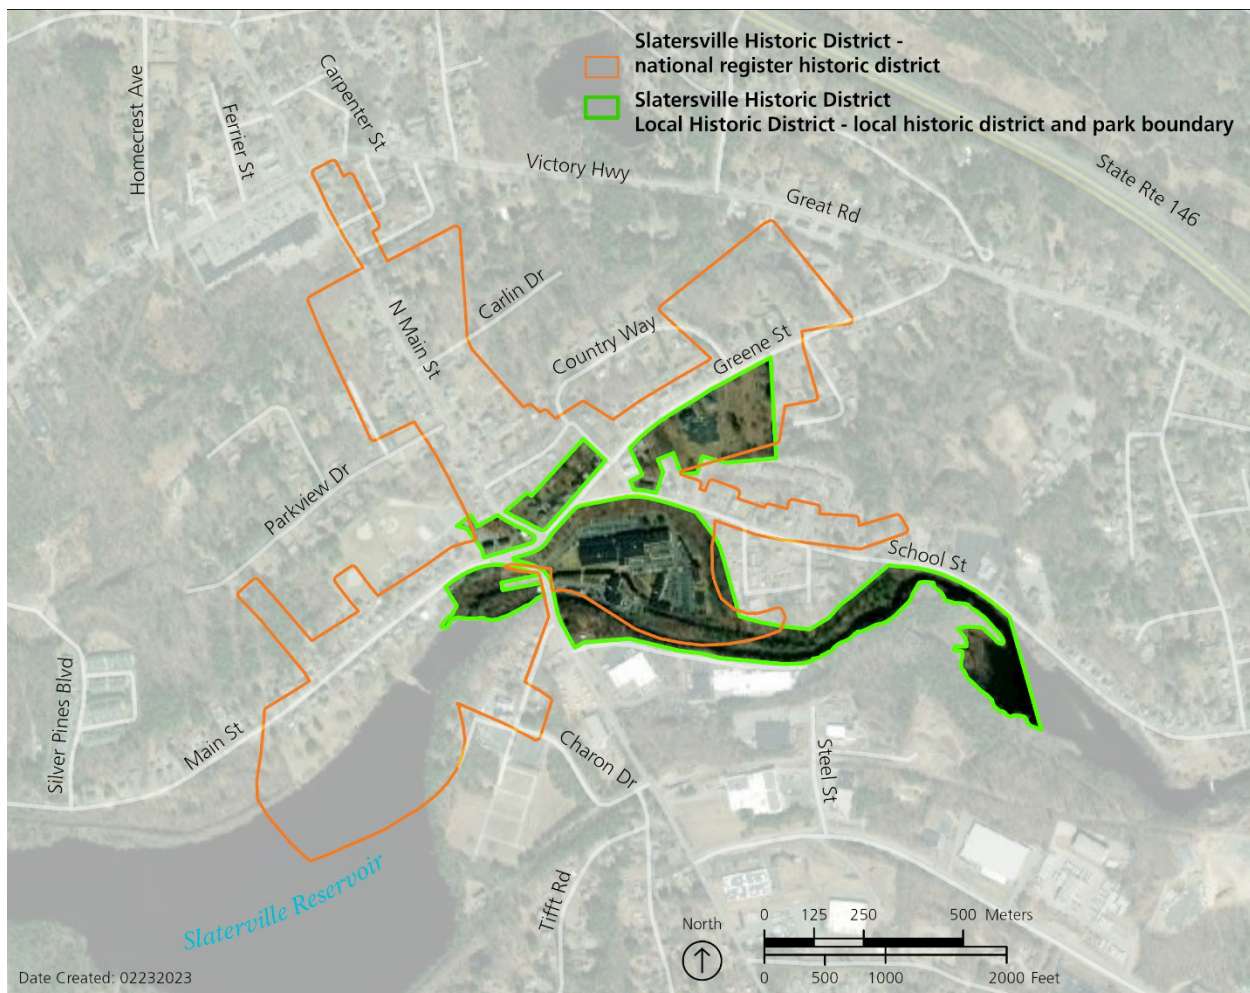 Slatersville Historic District -
national register historic district
Slatersville Historic District
Local Historic District - local historic district and park boundary
Homecrest Ave
Ferrier St
Carpenter St
Victory Hwy
Great Rd
State Rte 146
N Main St
Carlin Dr
Country Way
Greene St
Parkview Dr
School St
Silver Pines Blvd
Main St
Charon Dr
Steel St
Tifft Rd
Slaterville Reservoir
North
0 125 250 500 Meters
0 500 1000 2000 Feet
Date Created: 02232023